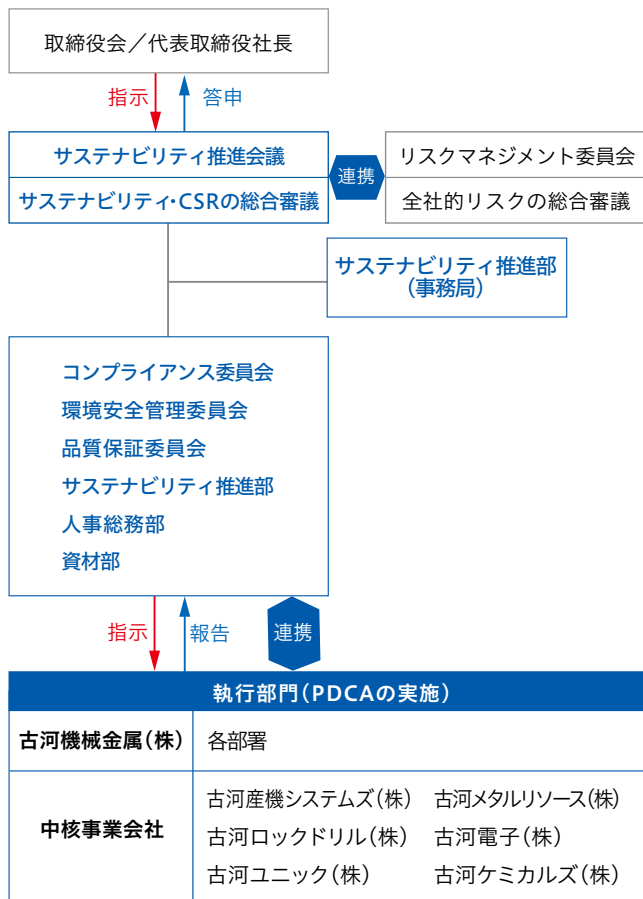 取締役会／代表取締役社長
指示
答申
サステナビリティ推進会議
サステナビリティ・CSRの総合審議
連携
リスクマネジメント委員会
全社的リスクの総合審議
サステナビリティ推進部
（事務局）
コンプライアンス委員会
環境安全管理委員会
品質保証委員会
サステナビリティ推進部
人事総務部
資材部
指示
報告
連携
執行部門（PDCAの実施）
古河機械金属（株）
各部署
中核事業会社
古河産機システムズ（株） 古河メタルリソース（株）
古河ロックドリル（株） 古河電子（株）
古河ユニック（株） 古河ケミカルズ（株）